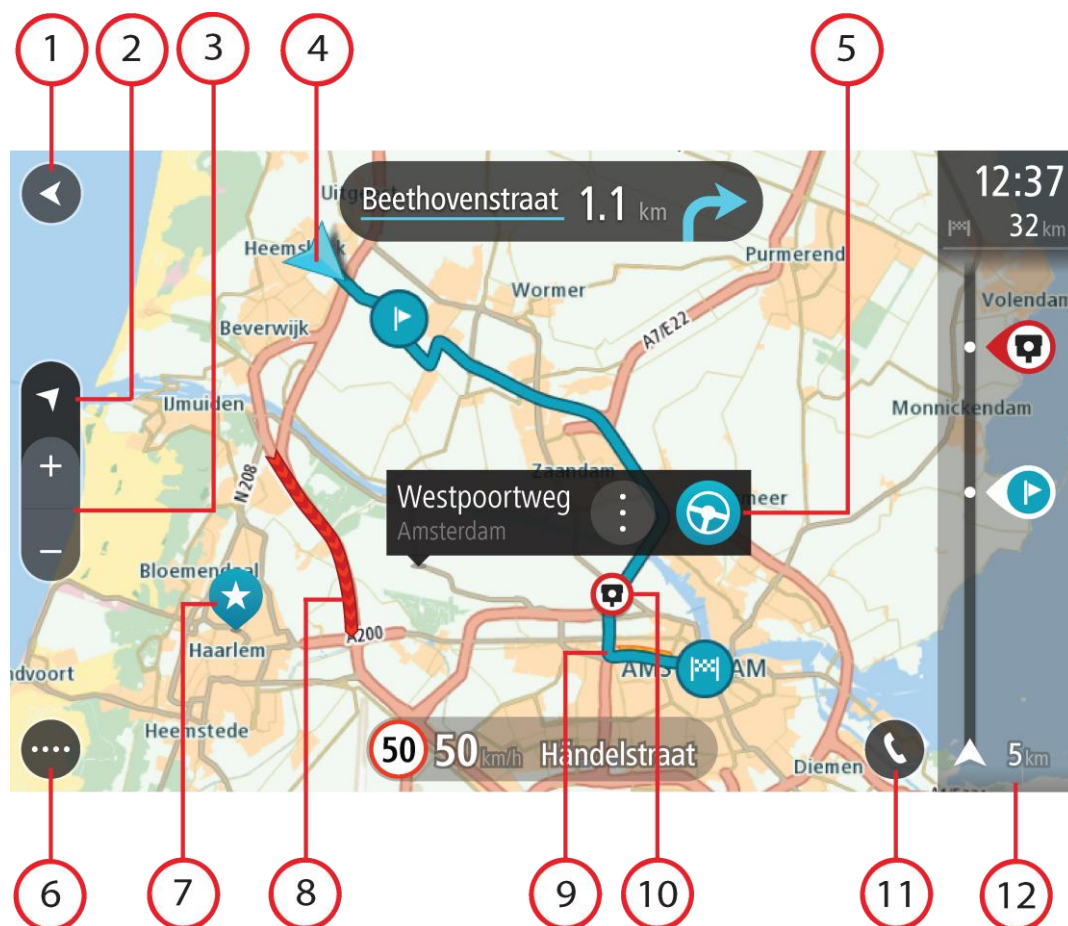 1 2 3 4 5
Beethovenstraat 1.1 km
12:37
32 km
Heemskerk
Purmerend
Wormer
Volendam
Beverwijk
A7/E22
IJmuiden
Monnickendam
+
N 208
Zaandam
Westpoortweg
Amsterdam
−
Bloemendaal
A200
Haarlem
AMSTERDAM
Heemstede
50 50 km/h Händelstraat
Diemen
5 km
6 7 8 9 10 11 12